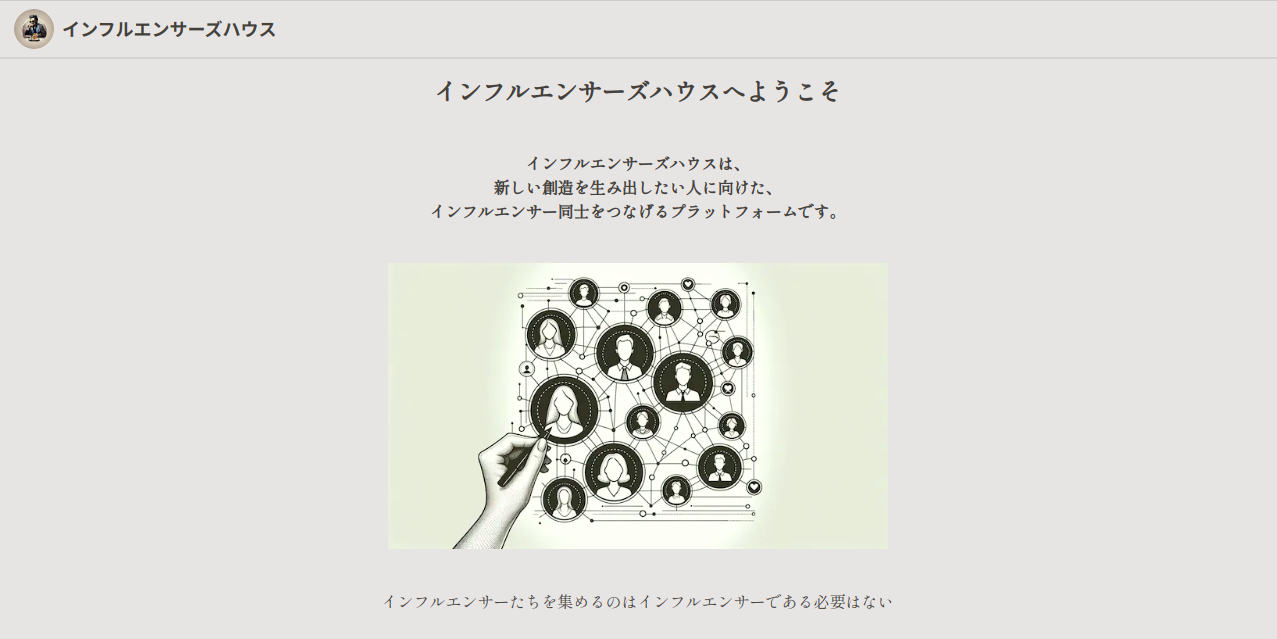 インフルエンサーズハウス
インフルエンサーズハウスへようこそ
インフルエンサーズハウスは、
新しい創造を生み出したい人に向けた、
インフルエンサー同士をつなげるプラットフォームです。
インフルエンサーたちを集めるのはインフルエンサーである必要はない